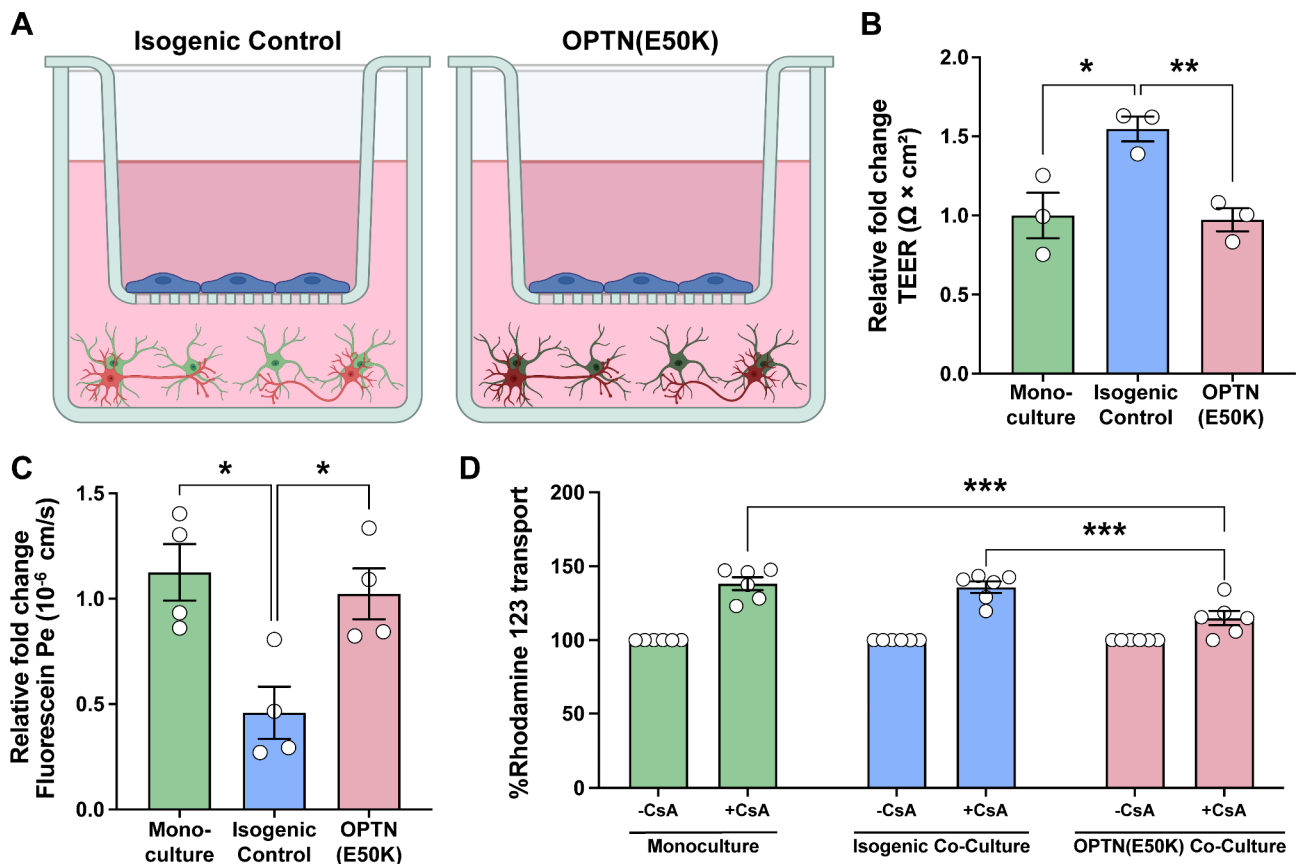 A
Isogenic Control
OPTN(E50K)
B
Relative fold change
TEER (Ω × cm²)
2.0
1.5
1.0
0.5
0.0
*
**
Mono-
culture
Isogenic
Control
OPTN
(E50K)
C
Relative fold change
Fluorescein Pe (10⁻⁶ cm/s)
1.5
1.0
0.5
0.0
*
*
Mono-
culture
Isogenic
Control
OPTN
(E50K)
D
%Rhodamine 123 transport
200
150
100
50
0
***
***
-CsA
+CsA
-CsA
+CsA
-CsA
+CsA
Monoculture
Isogenic Co-Culture
OPTN(E50K) Co-Culture